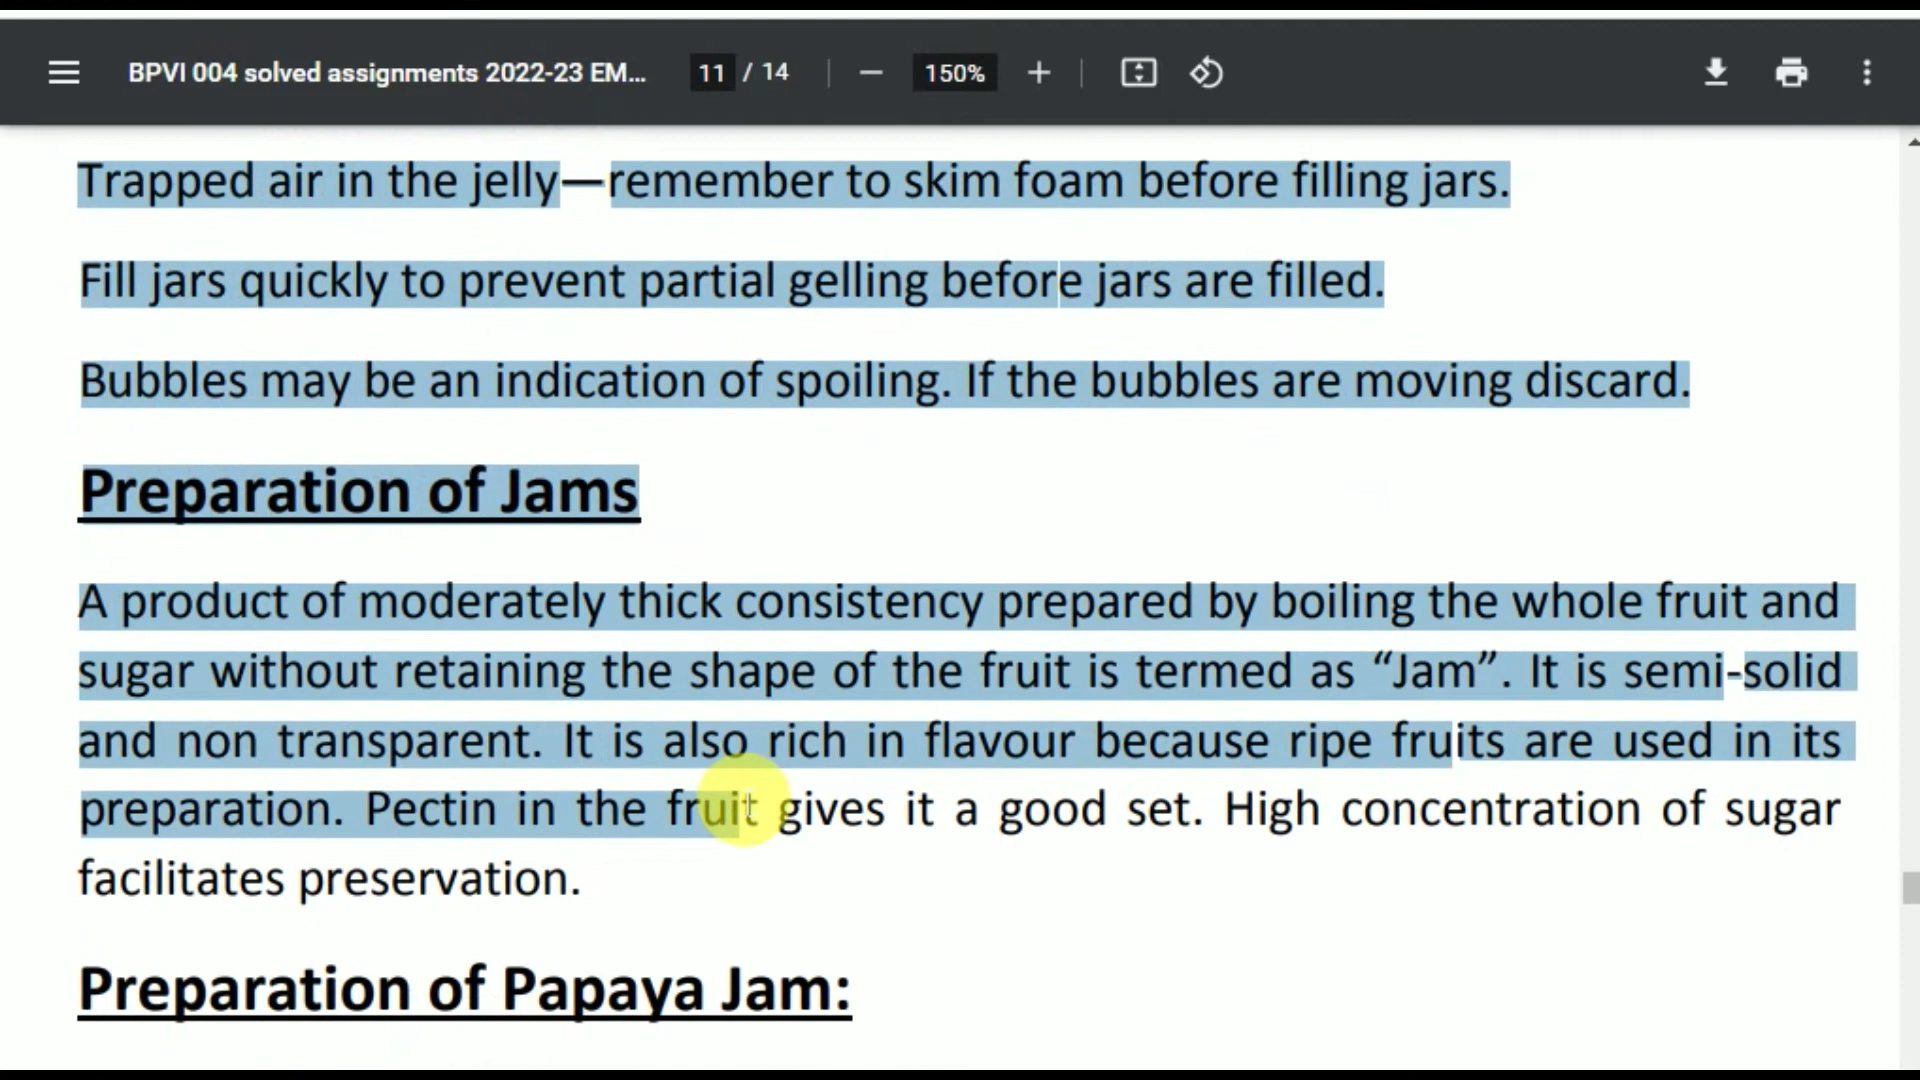 BPVI 004 solved assignments 2022-23 EM... 11 / 14 150%
Trapped air in the jelly—remember to skim foam before filling jars.
Fill jars quickly to prevent partial gelling before jars are filled.
Bubbles may be an indication of spoiling. If the bubbles are moving discard.
Preparation of Jams
A product of moderately thick consistency prepared by boiling the whole fruit and
sugar without retaining the shape of the fruit is termed as “Jam”. It is semi-solid
and non transparent. It is also rich in flavour because ripe fruits are used in its
preparation. Pectin in the fruit gives it a good set. High concentration of sugar
facilitates preservation.
Preparation of Papaya Jam: